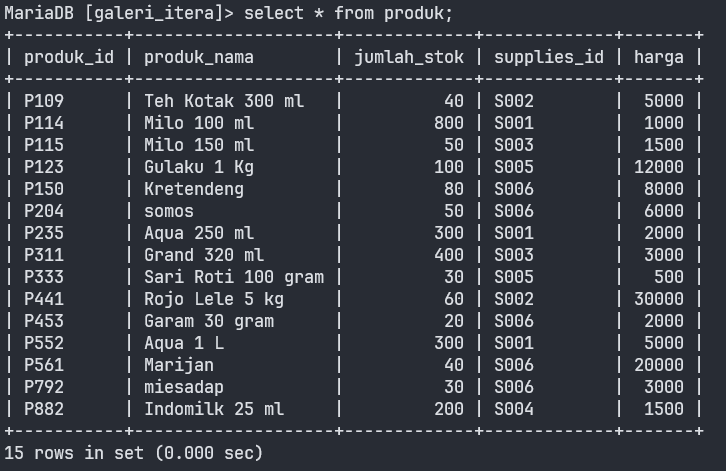 MariaDB [galeri_itera]> select * from produk;
+-----------+--------------------+-------------+-------------+-------+
| produk_id | produk_nama        | jumlah_stok | supplies_id | harga |
+-----------+--------------------+-------------+-------------+-------+
| P109      | Teh Kotak 300 ml   |          40 | S002        |  5000 |
| P114      | Milo 100 ml        |         800 | S001        |  1000 |
| P115      | Milo 150 ml        |          50 | S003        |  1500 |
| P123      | Gulaku 1 Kg        |         100 | S005        | 12000 |
| P150      | Kretendeng         |          80 | S006        |  8000 |
| P204      | somos              |          50 | S006        |  6000 |
| P235      | Aqua 250 ml        |         300 | S001        |  2000 |
| P311      | Grand 320 ml       |         400 | S003        |  3000 |
| P333      | Sari Roti 100 gram |          30 | S005        |   500 |
| P441      | Rojo Lele 5 kg     |          60 | S002        | 30000 |
| P453      | Garam 30 gram      |          20 | S006        |  2000 |
| P552      | Aqua 1 L           |         300 | S001        |  5000 |
| P561      | Marijan            |          40 | S006        | 20000 |
| P792      | miesadap           |          30 | S006        |  3000 |
| P882      | Indomilk 25 ml     |         200 | S004        |  1500 |
+-----------+--------------------+-------------+-------------+-------+
15 rows in set (0.000 sec)